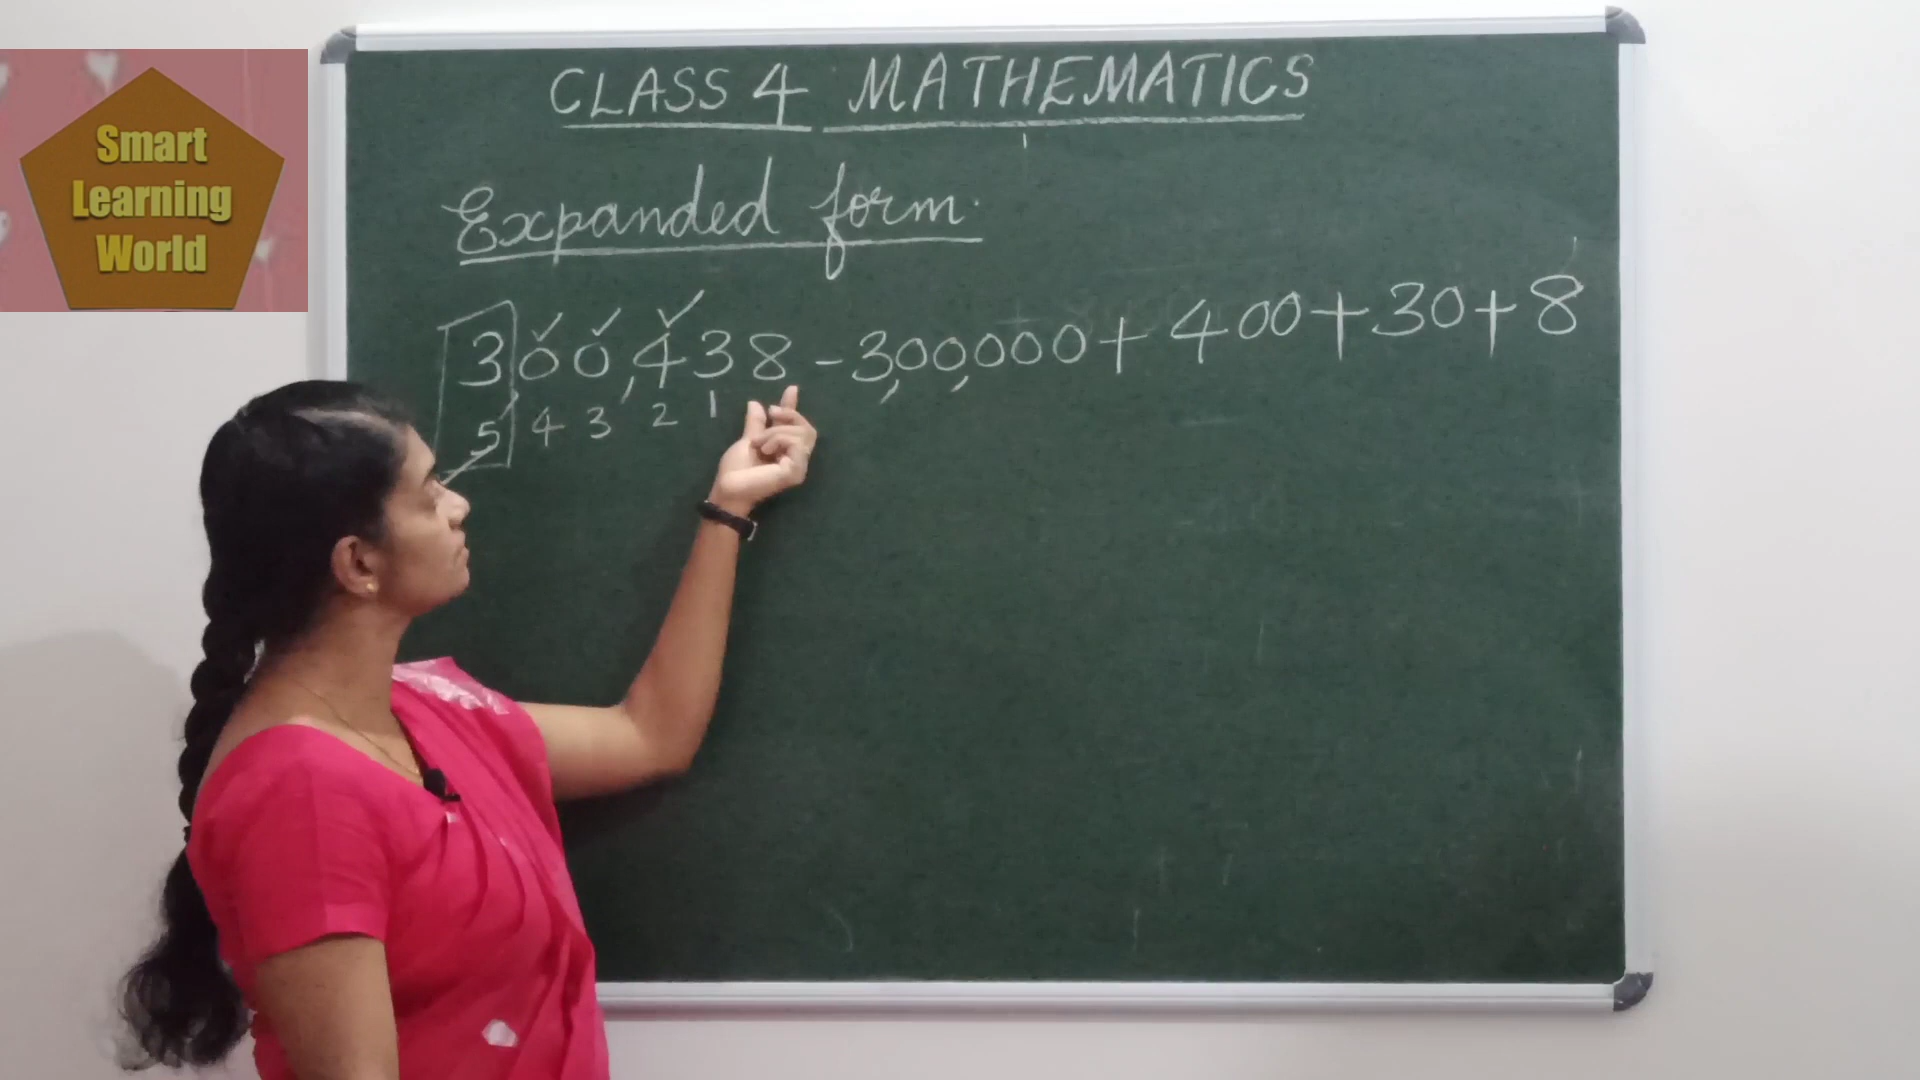 Smart
Learning
World
CLASS 4 MATHEMATICS
Expanded form.
300,438 - 3,00,000 + 400 + 30 + 8
5 4 3 2 1